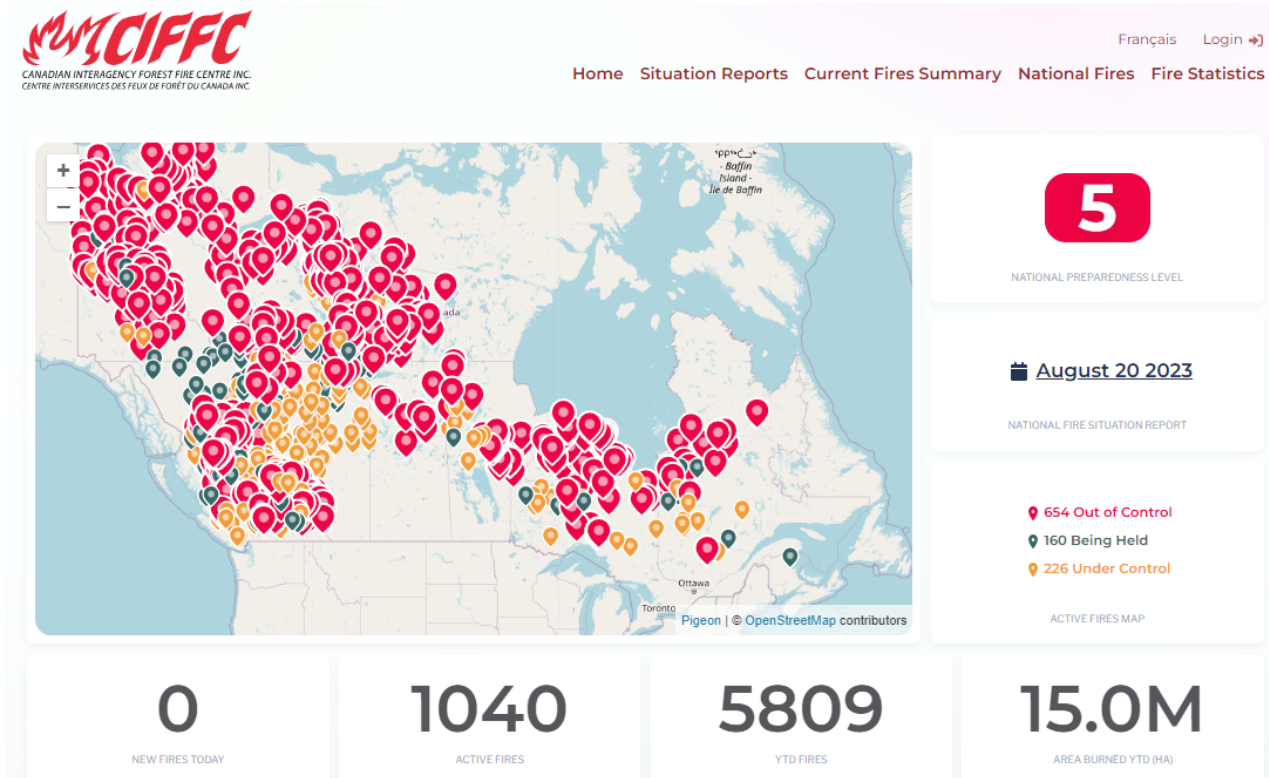 CIFFC
CANADIAN INTERAGENCY FOREST FIRE CENTRE INC.
CENTRE INTERSERVICES DES FEUX DE FORÊT DU CANADA INC.
Français Login
Home Situation Reports Current Fires Summary National Fires Fire Statistics
+
−
- Baffin
Island -
Île de Baffin
ada
Ottawa
Toronto
Pigeon | © OpenStreetMap contributors
5
NATIONAL PREPAREDNESS LEVEL
August 20 2023
NATIONAL FIRE SITUATION REPORT
654 Out of Control
160 Being Held
226 Under Control
ACTIVE FIRES MAP
0
NEW FIRES TODAY
1040
ACTIVE FIRES
5809
YTD FIRES
15.0M
AREA BURNED YTD (HA)